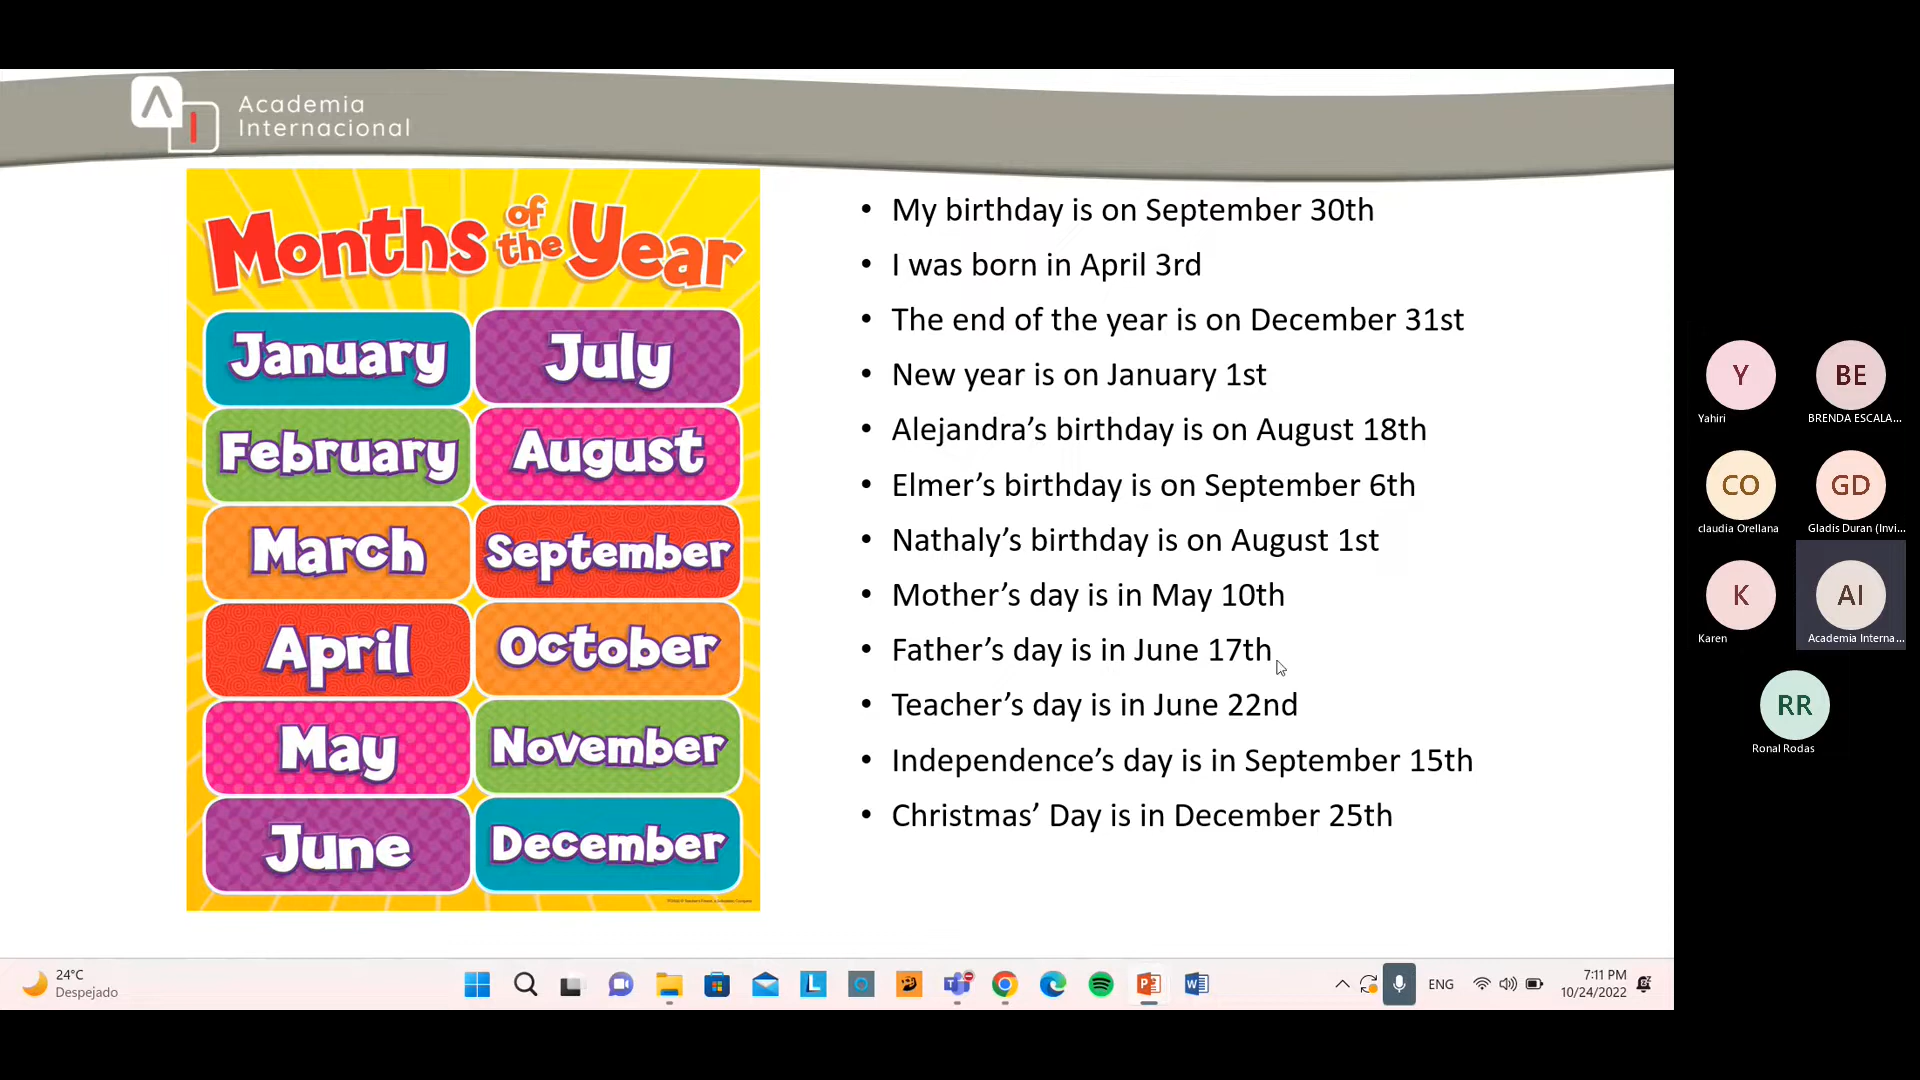 Academia
Internacional
Months of the Year
January
July
February
August
March
September
April
October
May
November
June
December
• My birthday is on September 30th
• I was born in April 3rd
• The end of the year is on December 31st
• New year is on January 1st
• Alejandra’s birthday is on August 18th
• Elmer’s birthday is on September 6th
• Nathaly’s birthday is on August 1st
• Mother’s day is in May 10th
• Father’s day is in June 17th
• Teacher’s day is in June 22nd
• Independence’s day is in September 15th
• Christmas’ Day is in December 25th
Y
Yahiri
BE
BRENDA ESCALA...
CO
claudia Orellana
GD
Gladis Duran (Invi...
K
Karen
AI
Academia Interna...
RR
Ronal Rodas
24°C
Despejado
ENG
7:11 PM
10/24/2022